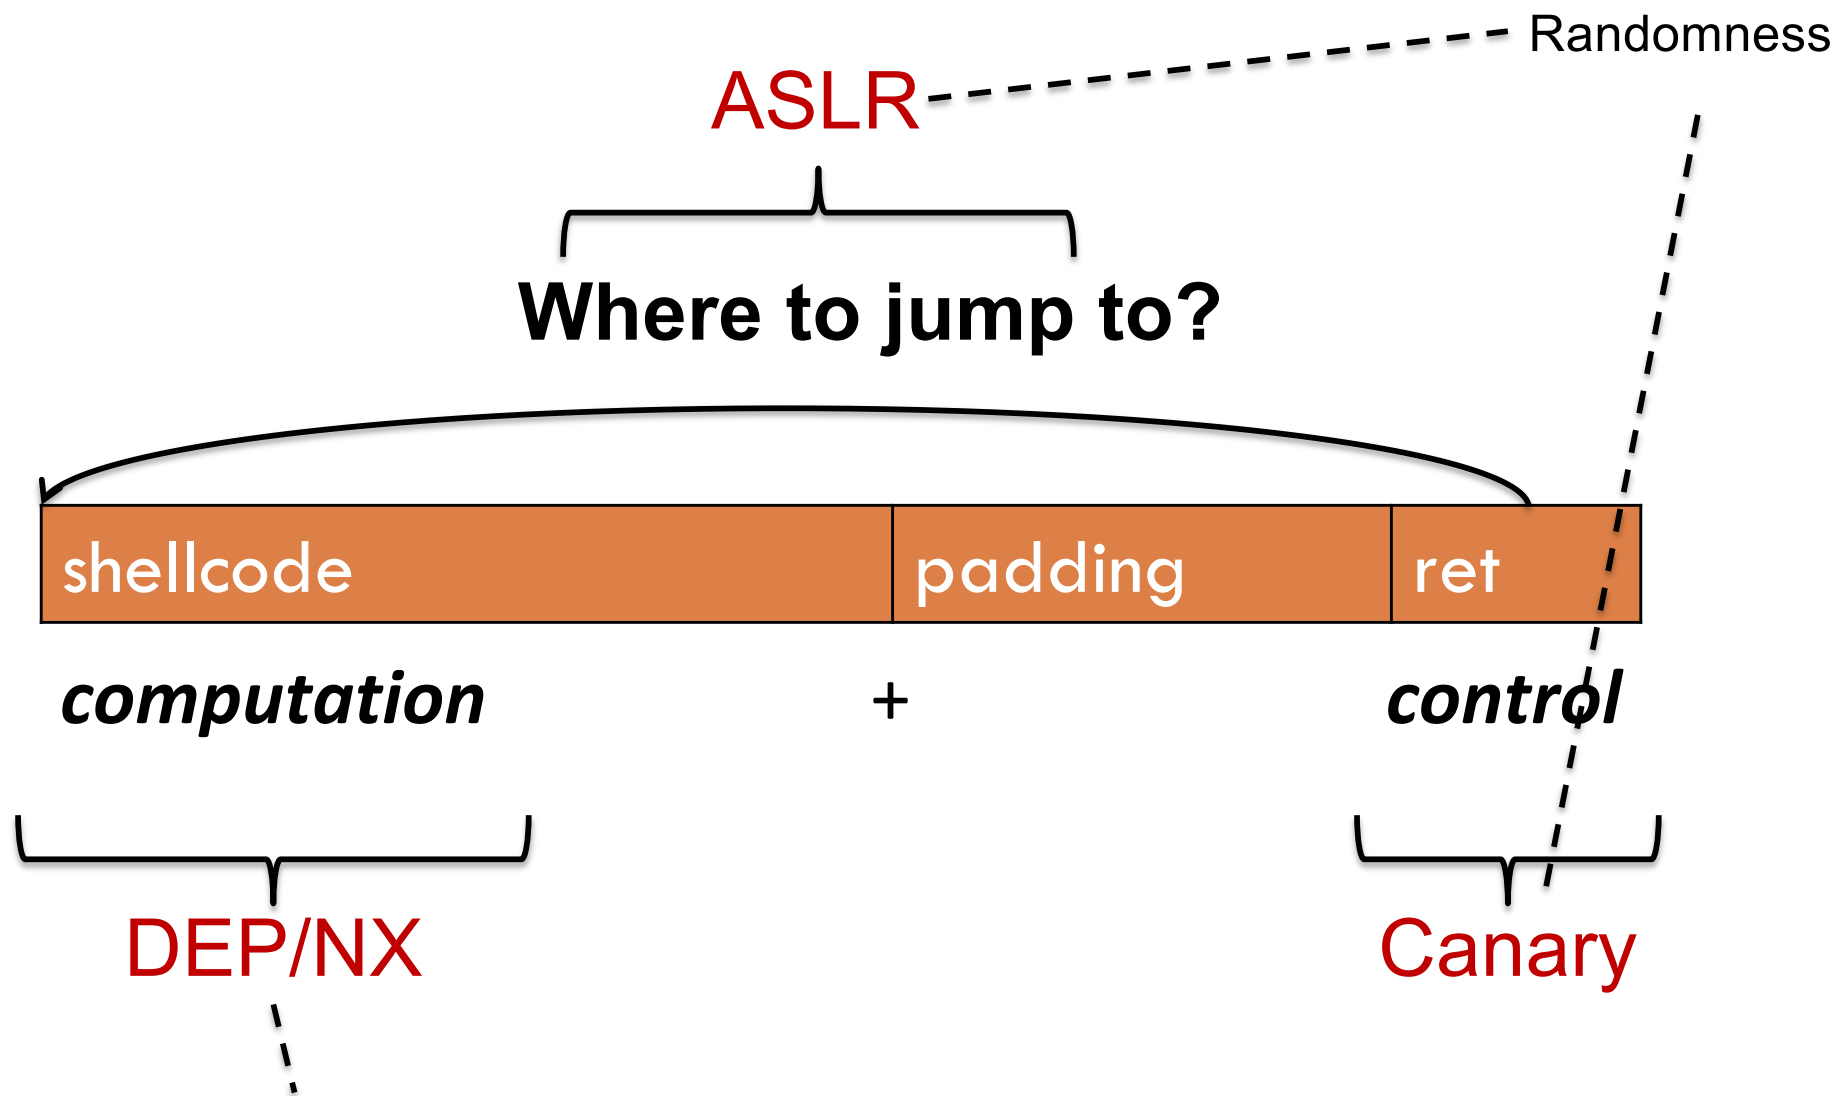 Randomness
ASLR
Where to jump to?
shellcode padding ret
computation + control
DEP/NX Canary